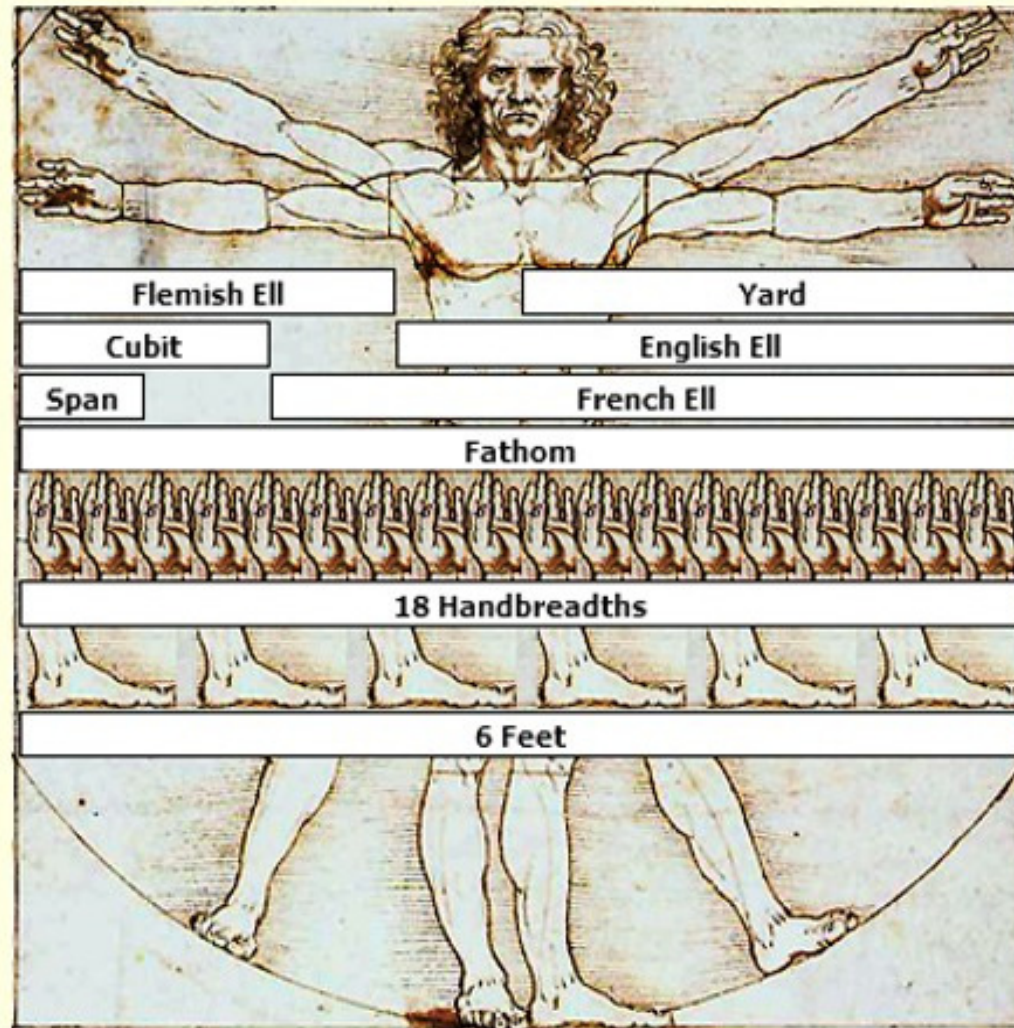 Flemish Ell
Yard
Cubit
English Ell
Span
French Ell
Fathom
18 Handbreadths
6 Feet